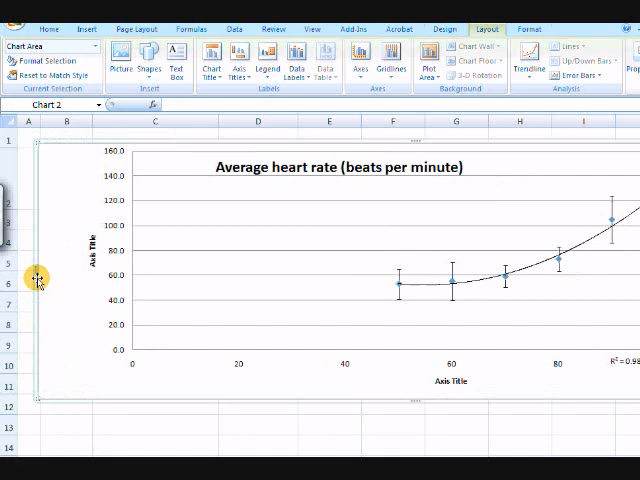 Home Insert Page Layout Formulas Data Review View Add-Ins Acrobat Design Layout Format
Chart Area
Format Selection
Reset to Match Style
Current Selection
Picture Shapes Text Box
Insert
Chart Title Axis Titles Legend Data Labels Data Table
Labels
Axes Gridlines
Axes
Plot Area Chart Wall
Chart Floor
3-D Rotation
Background
Trendline Lines
Up/Down Bars
Error Bars
Analysis
Prop
Chart 2 fx
A B C D E F G H I
1
2
3
4
5
6
7
8
9
10
11
12
13
14
Average heart rate (beats per minute)
160.0
140.0
120.0
100.0
80.0
60.0
40.0
20.0
0.0
Axis Title
0 20 40 60 80
R² = 0.98
Axis Title